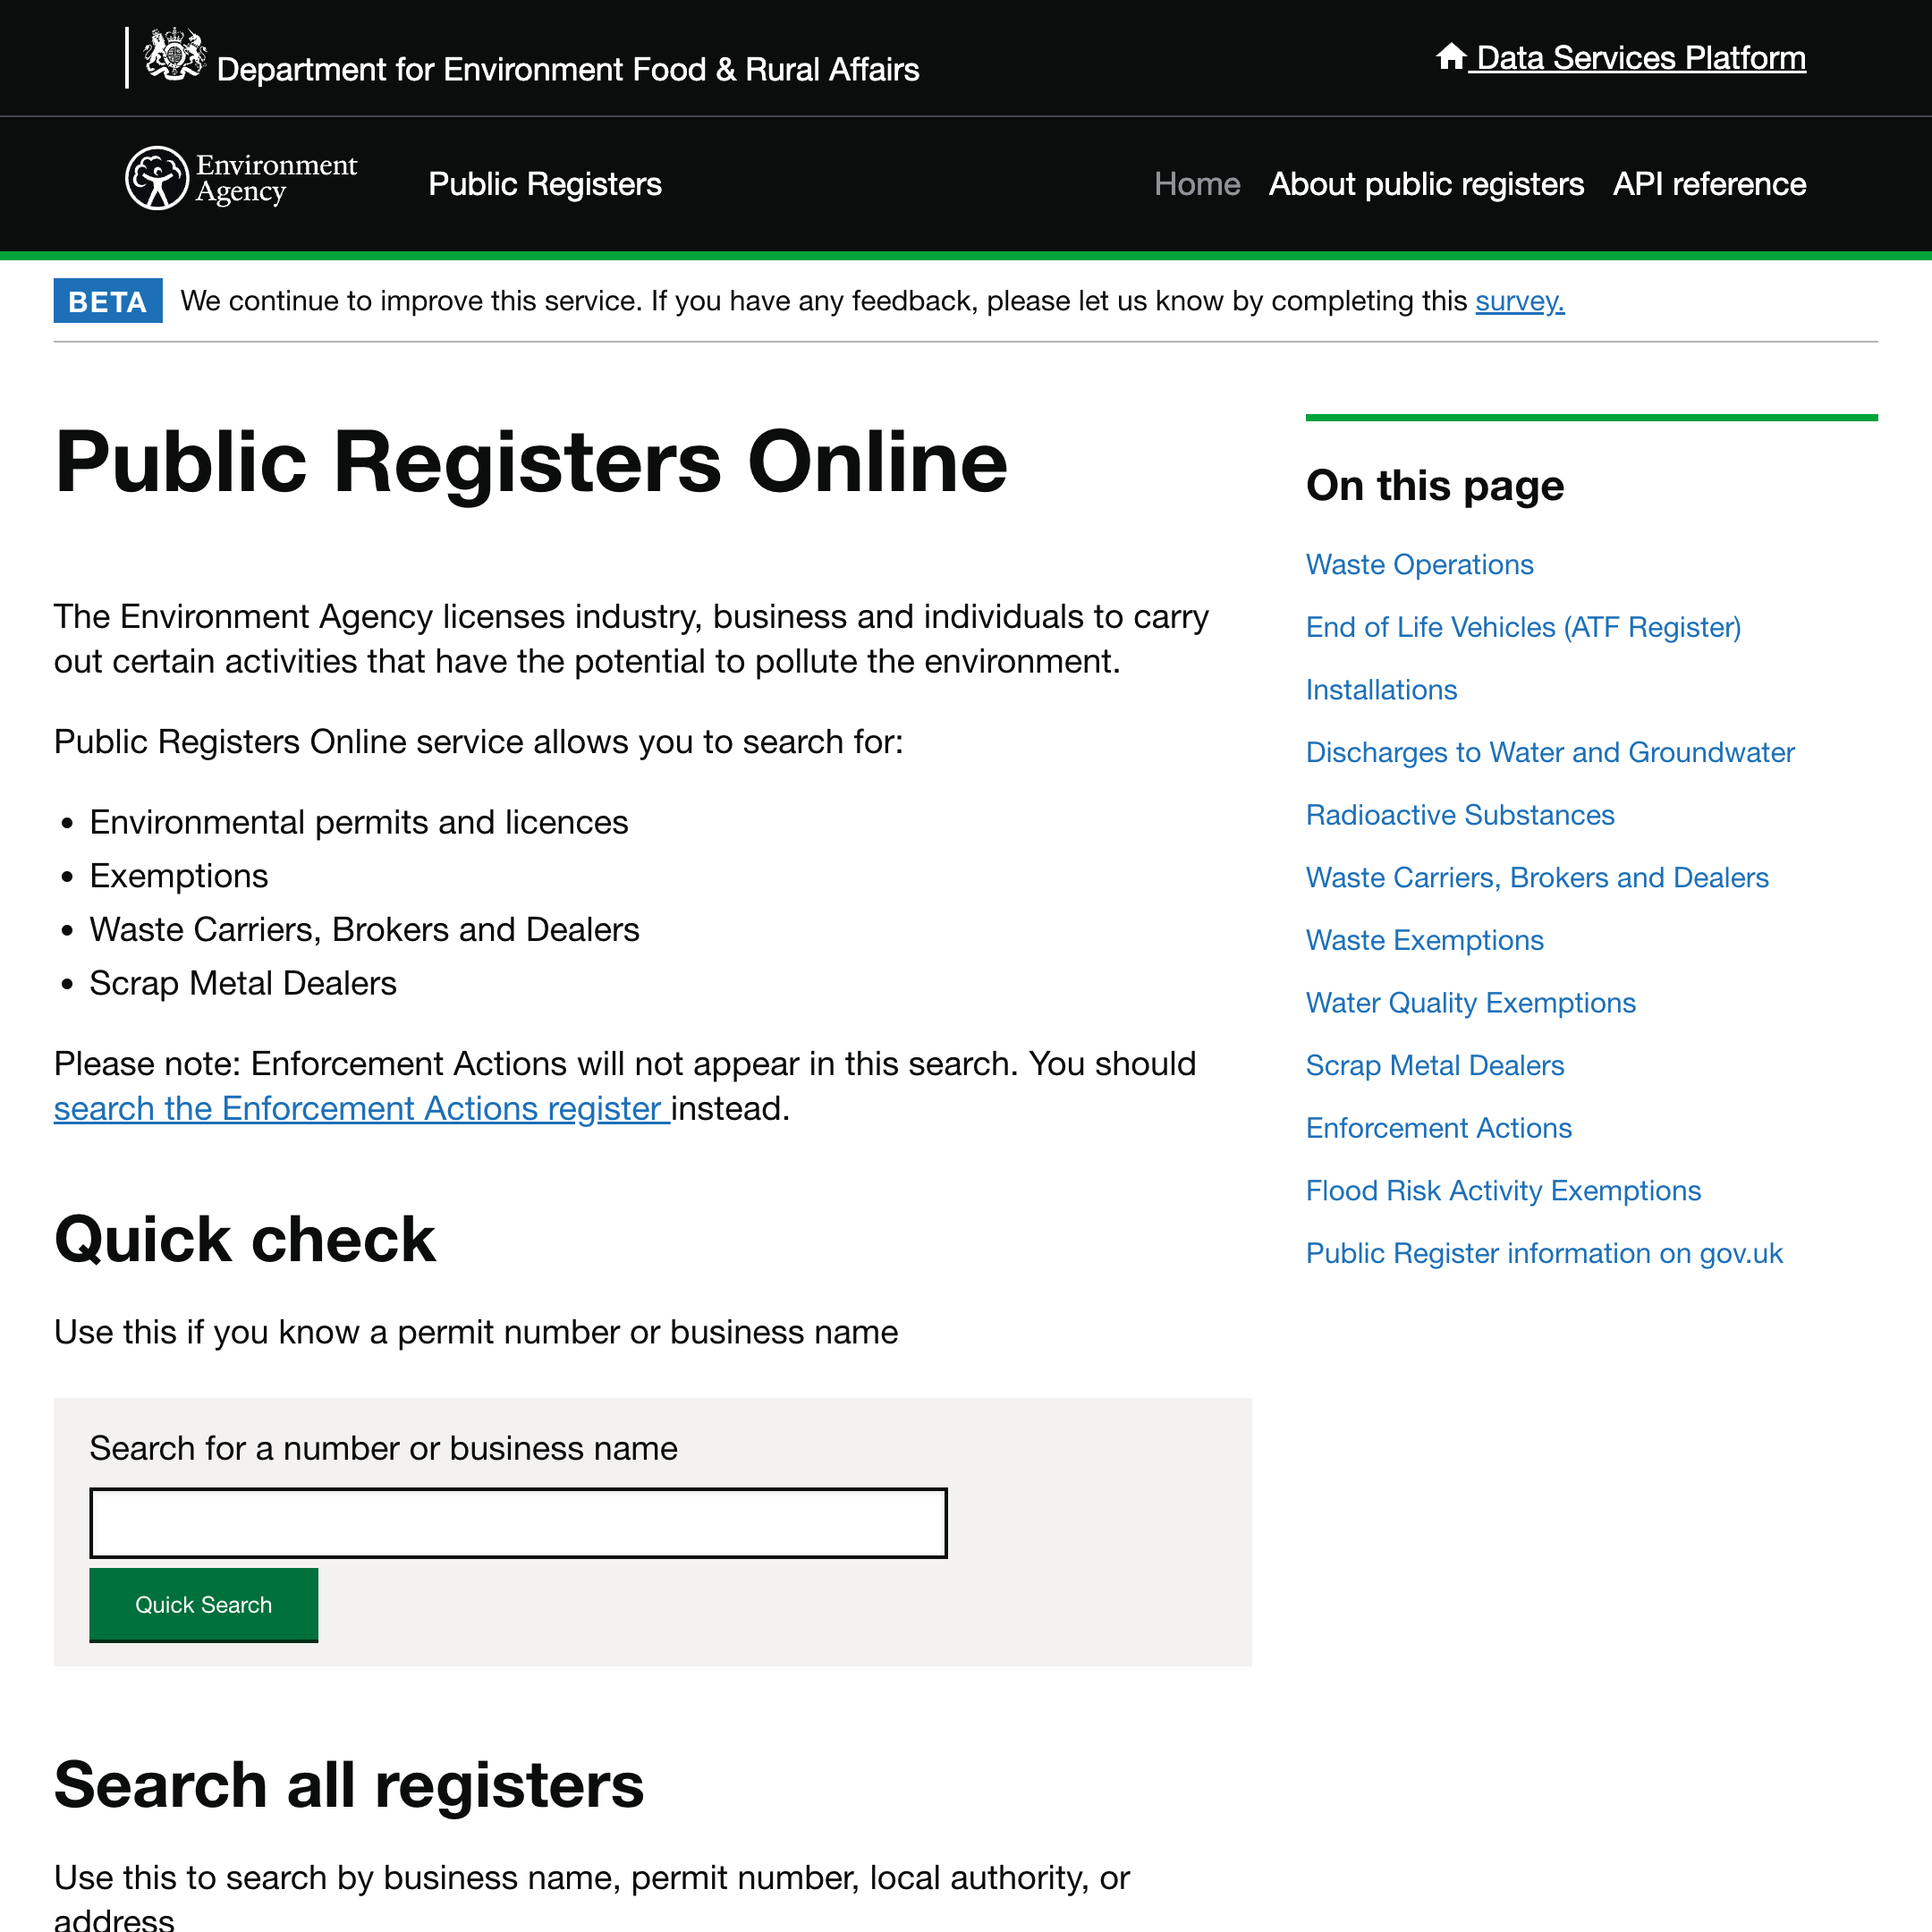 Department for Environment Food & Rural Affairs
Data Services Platform
Environment
Agency
Public Registers
Home
About public registers
API reference
BETA
We continue to improve this service. If you have any feedback, please let us know by completing this survey.
Public Registers Online
The Environment Agency licenses industry, business and individuals to carry
out certain activities that have the potential to pollute the environment.
Public Registers Online service allows you to search for:
• Environmental permits and licences
• Exemptions
• Waste Carriers, Brokers and Dealers
• Scrap Metal Dealers
Please note: Enforcement Actions will not appear in this search. You should
search the Enforcement Actions register instead.
Quick check
Use this if you know a permit number or business name
Search for a number or business name
Quick Search
Search all registers
Use this to search by business name, permit number, local authority, or
address
On this page
Waste Operations
End of Life Vehicles (ATF Register)
Installations
Discharges to Water and Groundwater
Radioactive Substances
Waste Carriers, Brokers and Dealers
Waste Exemptions
Water Quality Exemptions
Scrap Metal Dealers
Enforcement Actions
Flood Risk Activity Exemptions
Public Register information on gov.uk